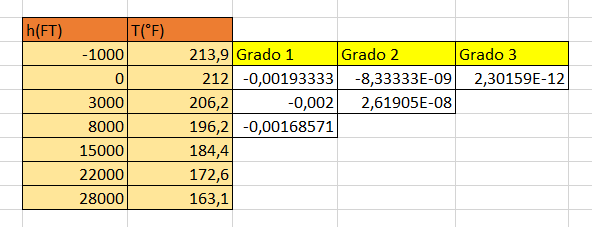 h(FT) T(°F)
-1000 213,9 Grado 1 Grado 2 Grado 3
0 212 -0,00193333 -8,33333E-09 2,30159E-12
3000 206,2 -0,002 2,61905E-08
8000 196,2 -0,00168571
15000 184,4
22000 172,6
28000 163,1